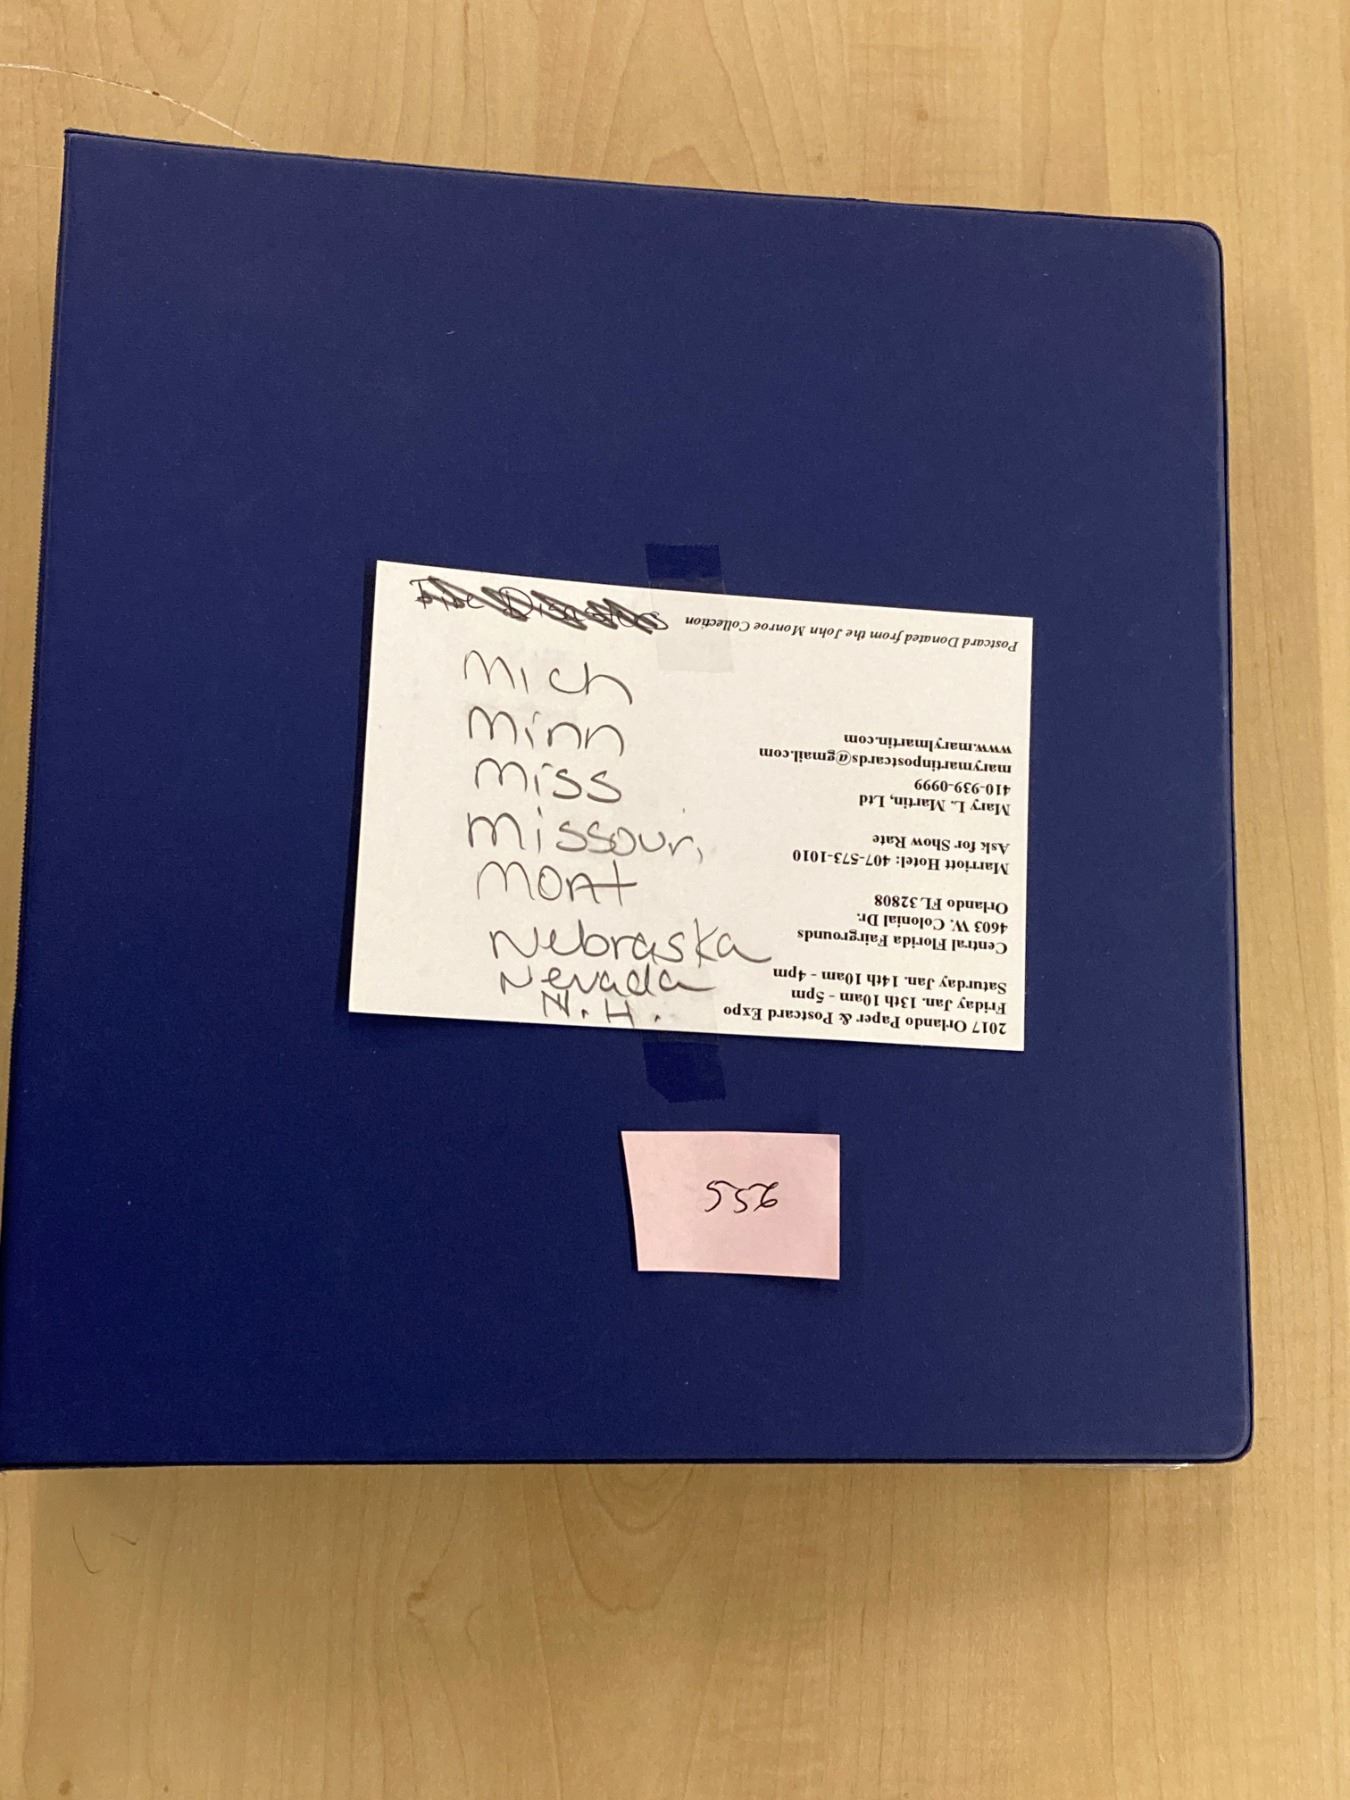 Fire Disasters
Mich
Minn
Miss
Missouri
Mont
Nebraska
Nevada
N.H.
2017 Orlando Paper & Postcard Expo
Friday Jan. 13th 10am - 5pm
Saturday Jan. 14th 10am - 4pm
Central Florida Fairgrounds
4603 W. Colonial Dr.
Orlando FL 32808
Marriott Hotel: 407-573-1010
Ask for Show Rate
Mary L. Martin, Ltd
410-939-0999
marymartinpostcards@gmail.com
www.marylmartin.com
Postcard Donated from the John Monroe Collection
556